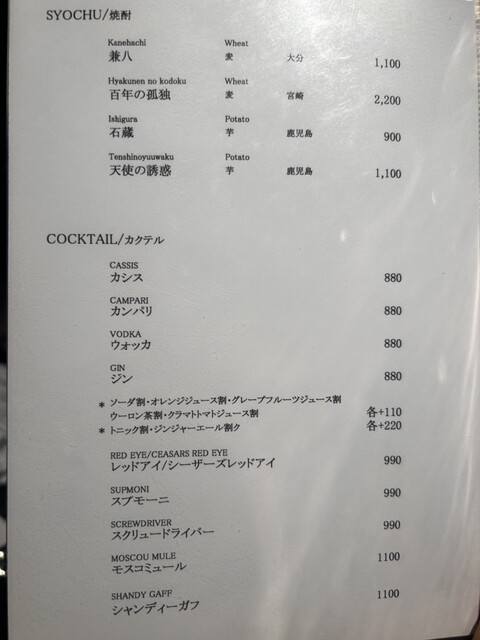 SYOCHU/焼酎
Kanehachi Wheat
兼八 麦 大分 1,100
Hyakunen no kodoku Wheat
百年の孤独 麦 宮崎 2,200
Ishigura Potato
石蔵 芋 鹿児島 900
Tenshinoyuuwaku Potato
天使の誘惑 芋 鹿児島 1,100
COCKTAIL/カクテル
CASSIS
カシス 880
CAMPARI
カンパリ 880
VODKA
ウォッカ 880
GIN
ジン 880
* ソーダ割・オレンジジュース割・グレープフルーツジュース割
ウーロン茶割・クラマトトマトジュース割 各+110
* トニック割・ジンジャーエール割ク 各+220
RED EYE/CEASARS RED EYE
レッドアイ/シーザーズレッドアイ 990
SUPMONI
スプモーニ 990
SCREWDRIVER
スクリュードライバー 990
MOSCOU MULE
モスコミュール 1100
SHANDY GAFF
シャンディーガフ 1100